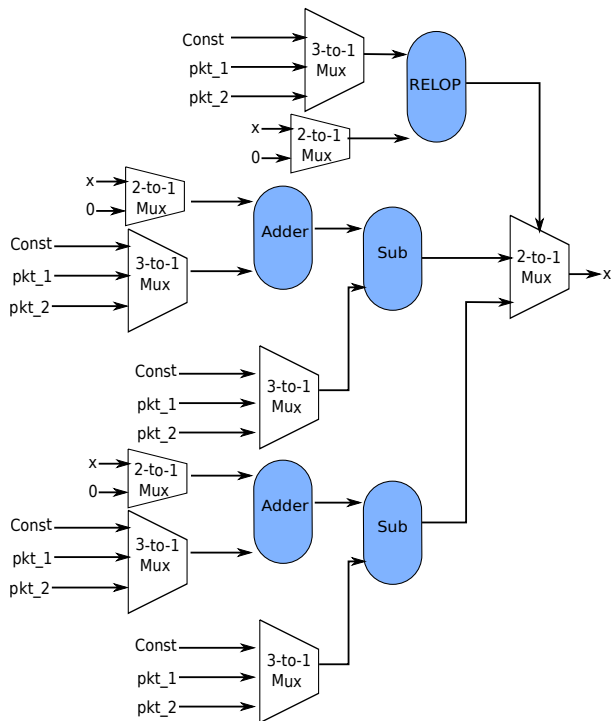 Const
pkt_1
pkt_2
3-to-1
Mux
RELOP
x
0
2-to-1
Mux
x
0
2-to-1
Mux
Const
pkt_1
pkt_2
3-to-1
Mux
Adder
Sub
2-to-1
Mux
x
Const
pkt_1
pkt_2
3-to-1
Mux
x
0
2-to-1
Mux
Const
pkt_1
pkt_2
3-to-1
Mux
Adder
Sub
Const
pkt_1
pkt_2
3-to-1
Mux